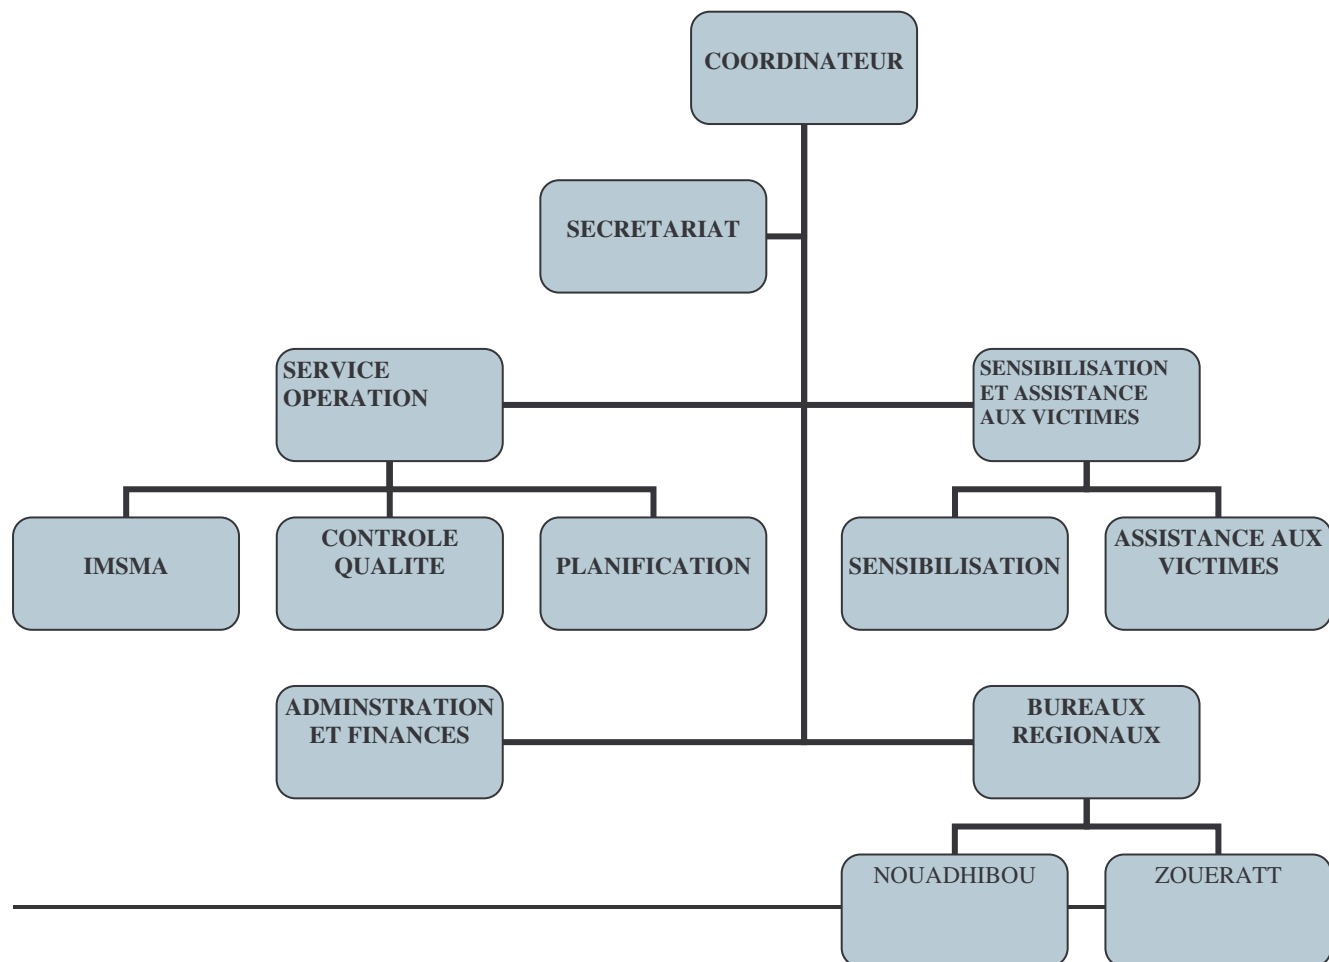 COORDINATEUR
SECRETARIAT
SERVICE
OPERATION
SENSIBILISATION
ET ASSISTANCE
AUX VICTIMES
IMSMA
CONTROLE
QUALITE
PLANIFICATION
SENSIBILISATION
ASSISTANCE AUX
VICTIMES
ADMINSTRATION
ET FINANCES
BUREAUX
REGIONAUX
NOUADHIBOU
ZOUERATT